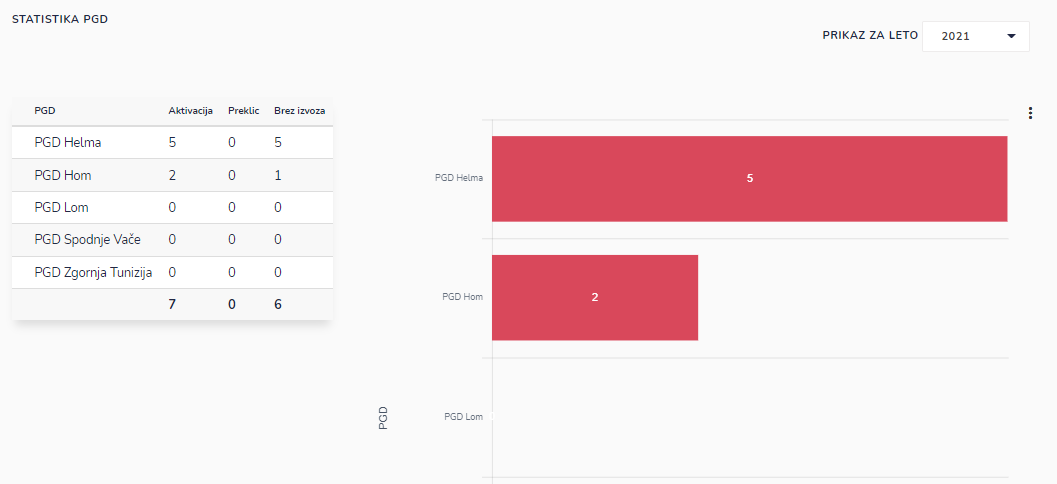 STATISTIKA PGD
PRIKAZ ZA LETO 2021
PGD Aktivacija Preklic Brez izvoza
PGD Helma 5 0 5
PGD Hom 2 0 1
PGD Lom 0 0 0
PGD Spodnje Vače 0 0 0
PGD Zgornja Tunizija 0 0 0
7 0 6
PGD Helma 5
PGD Hom 2
PGD Lom
PGD